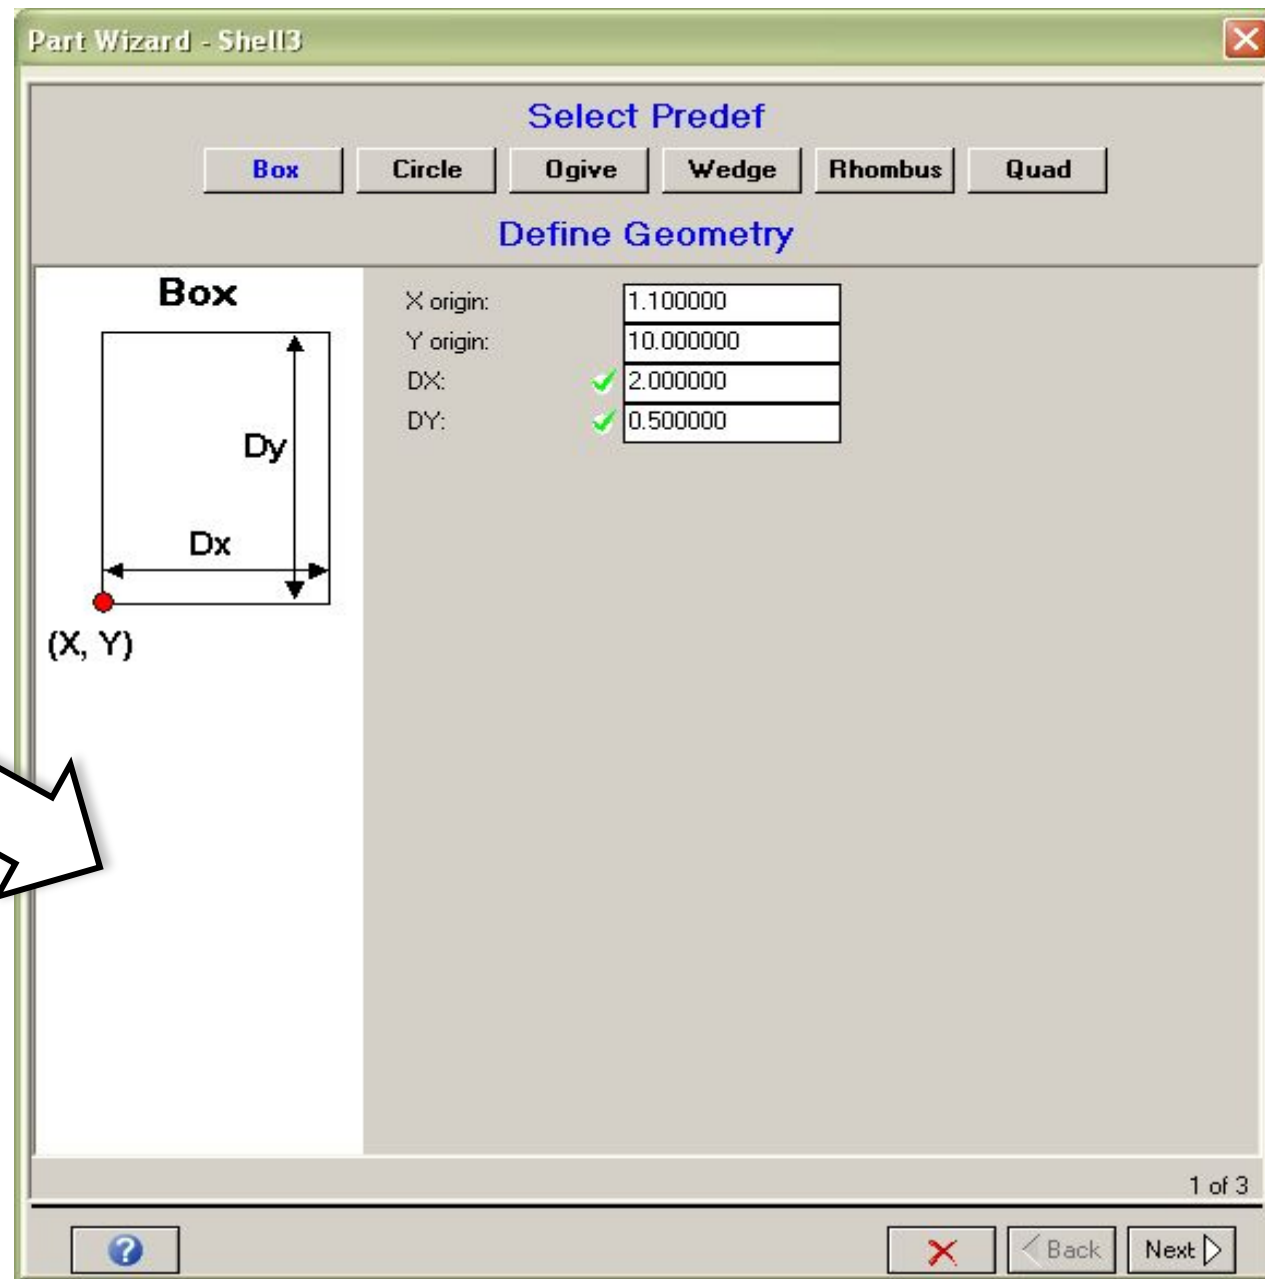 Part Wizard - Shell3
Select Predef
Box Circle Ogive Wedge Rhombus Quad
Define Geometry
Box
Dy
Dx
(X, Y)
X origin: 1.100000
Y origin: 10.000000
DX: 2.000000
DY: 0.500000
1 of 3
? Back Next